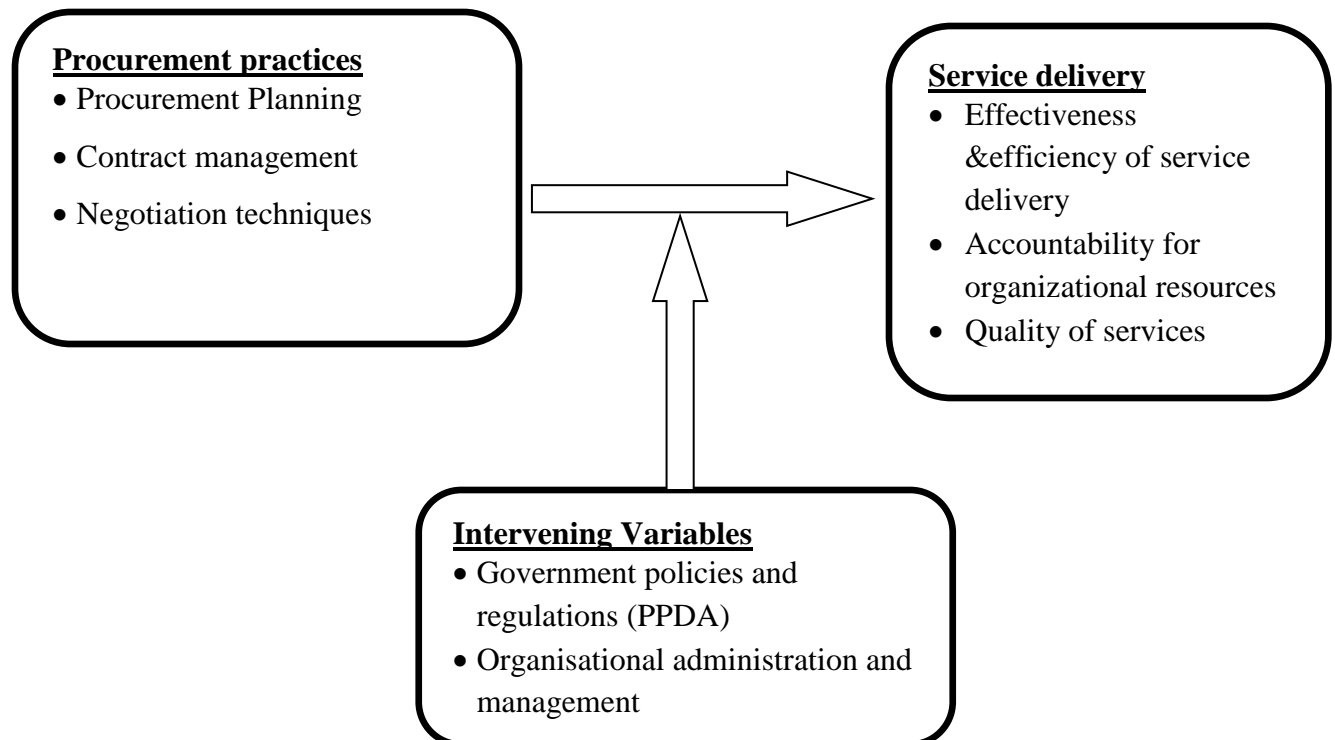 Procurement practices
• Procurement Planning
• Contract management
• Negotiation techniques
Service delivery
• Effectiveness
&efficiency of service
delivery
• Accountability for
organizational resources
• Quality of services
Intervening Variables
• Government policies and
regulations (PPDA)
• Organisational administration and
management